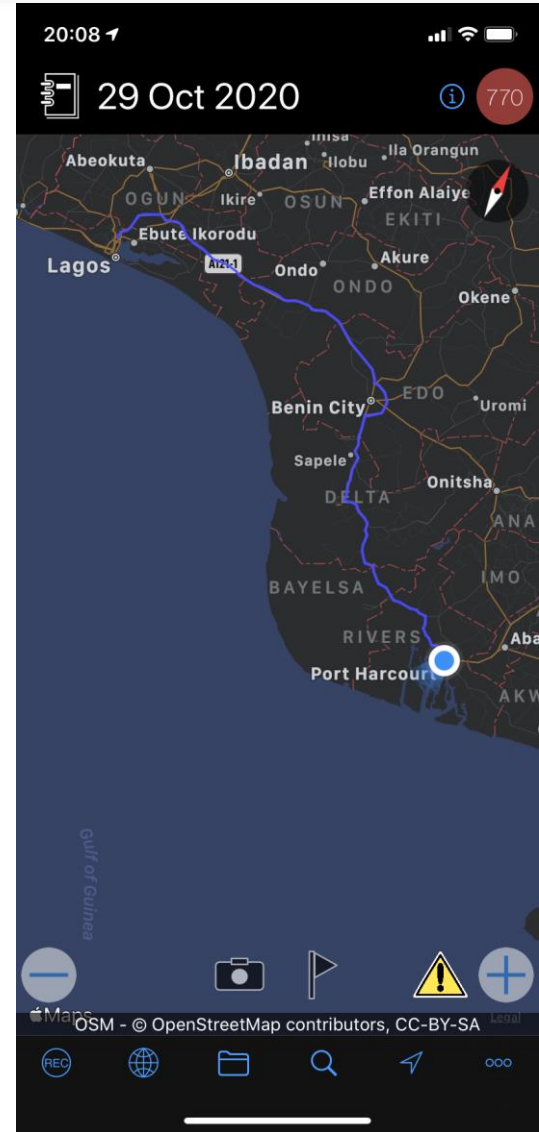 20:08
29 Oct 2020
770
Inisa
Ila Orangun
Abeokuta
Ibadan
Ilobu
OGUN
Ikire
OSUN
Effon Alaiye
EKITI
Ebute Ikorodu
Lagos
A121-1
Ondo
Akure
ONDO
Okene
EDO
Benin City
Uromi
Sapele
Onitsha
DELTA
ANA
BAYELSA
IMO
RIVERS
Aba
Port Harcourt
AKW
Gulf of Guinea
Maps
Legal
OSM - © OpenStreetMap contributors, CC-BY-SA
REC